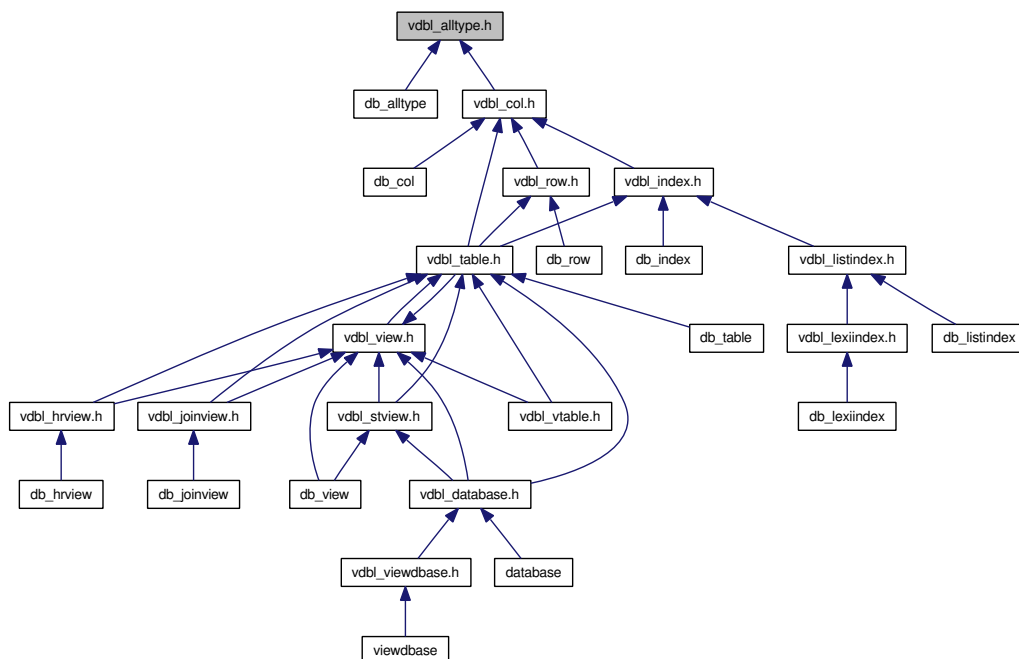 vdbl_alltype.h
db_alltype
vdbl_col.h
db_col
vdbl_row.h
vdbl_index.h
vdbl_table.h
db_row
db_index
vdbl_listindex.h
vdbl_view.h
db_table
vdbl_lexiindex.h
db_listindex
vdbl_hrview.h
vdbl_joinview.h
vdbl_stview.h
vdbl_vtable.h
db_lexiindex
db_hrview
db_joinview
db_view
vdbl_database.h
vdbl_viewdbase.h
database
viewdbase